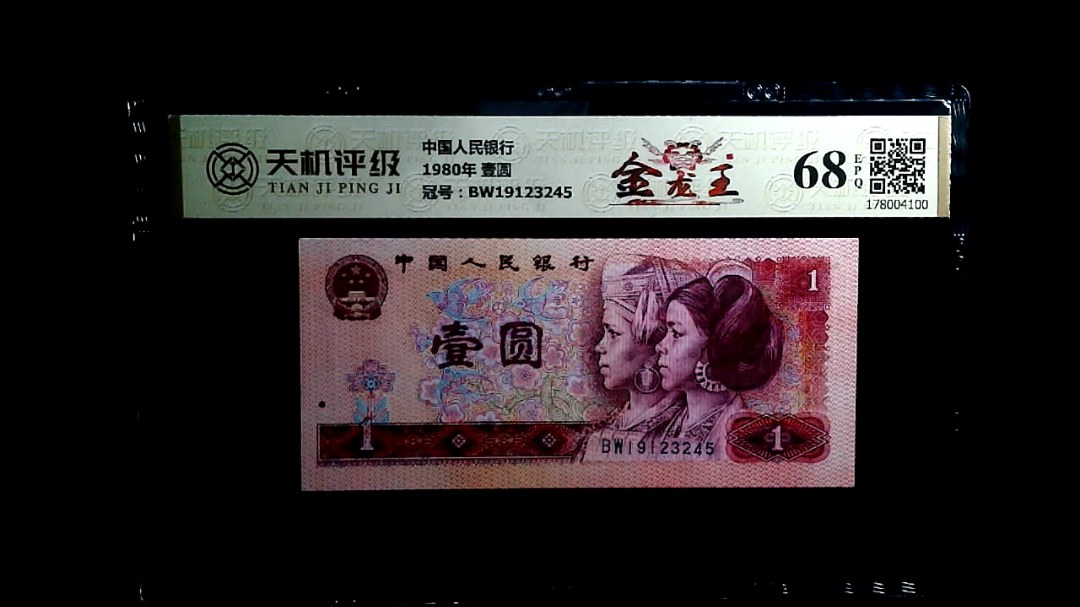 天机评级
TIAN JI PING JI
中国人民银行
1980年 壹圆
冠号：BW19123245
金龙王
68
EPQ
178004100
中国人民银行
1
壹圆
1
BW19123245
1